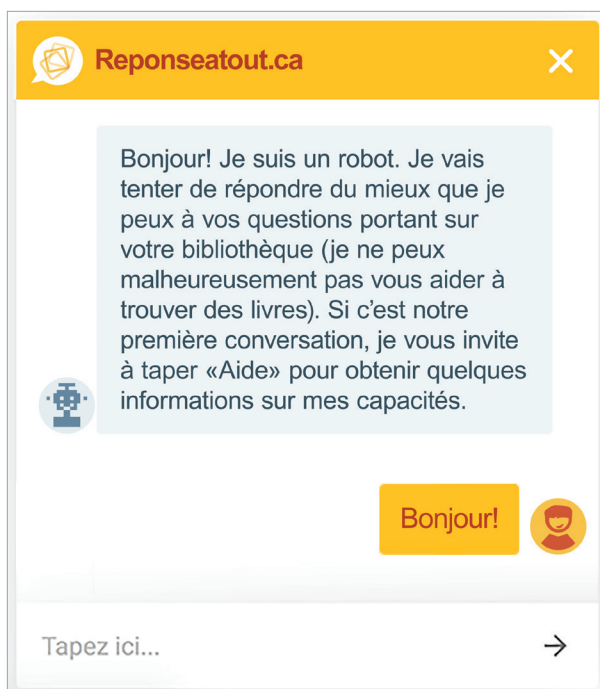 Reponseatout.ca
Bonjour! Je suis un robot. Je vais
tenter de répondre du mieux que je
peux à vos questions portant sur
votre bibliothèque (je ne peux
malheureusement pas vous aider à
trouver des livres). Si c’est notre
première conversation, je vous invite
à taper «Aide» pour obtenir quelques
informations sur mes capacités.
Bonjour!
Tapez ici...